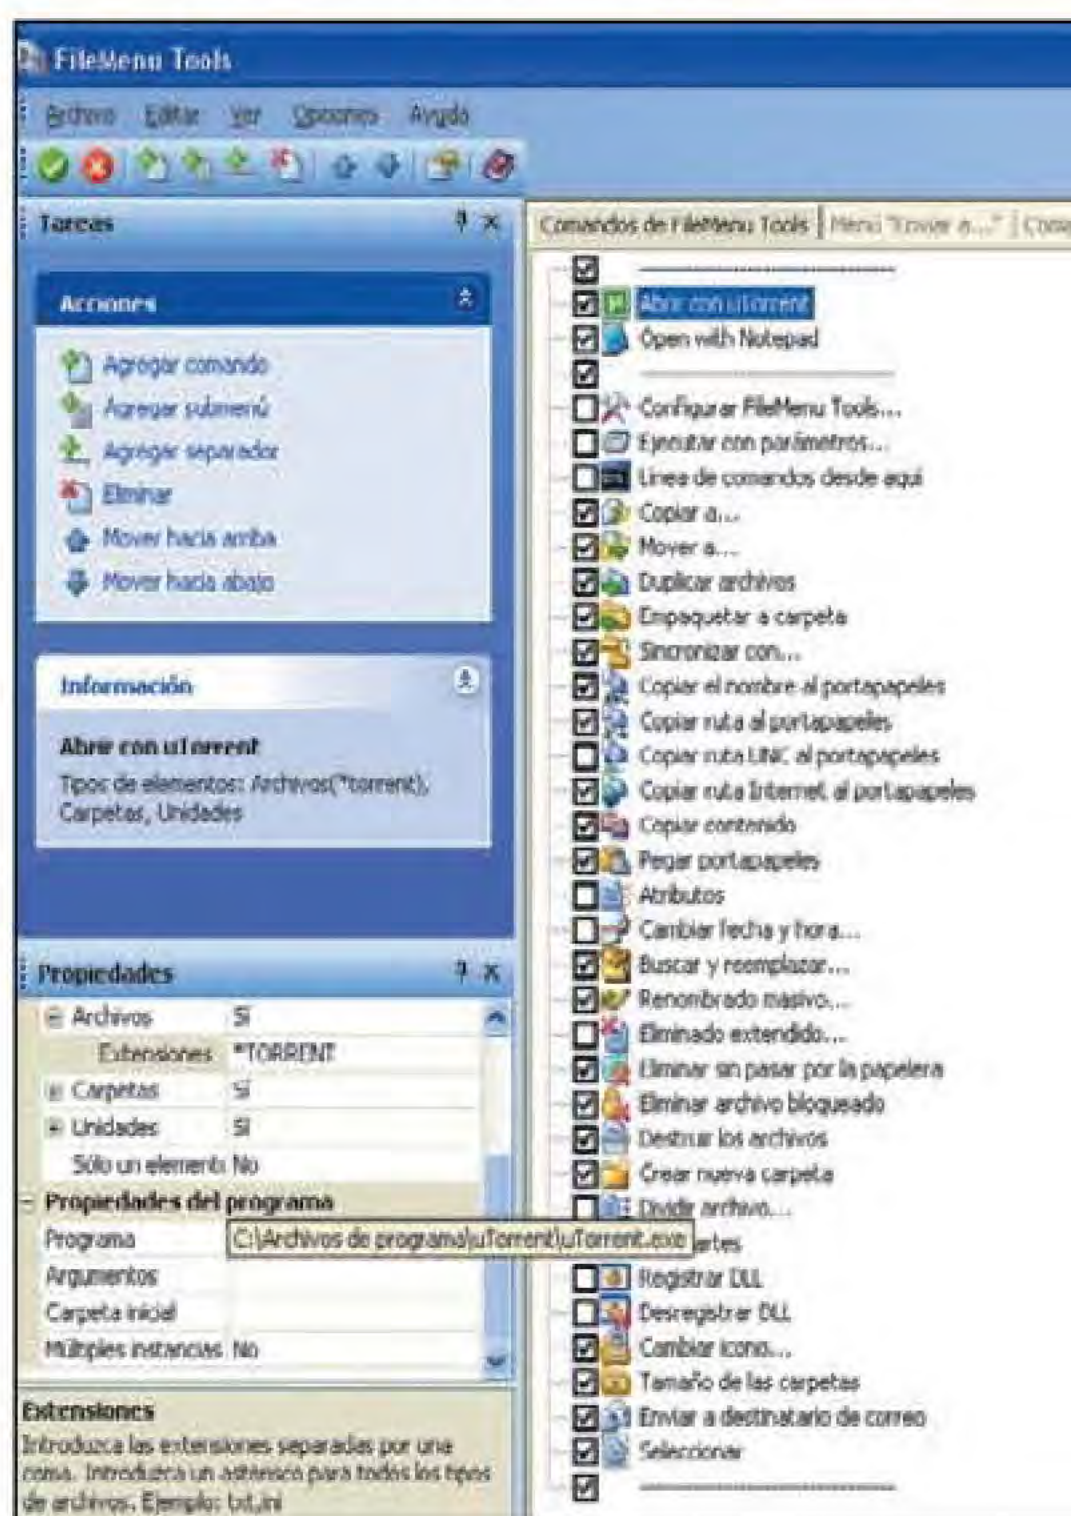 FileMenu Tools
Archivo Editar Ver Opciones Ayuda
Tareas
Acciones
Agregar comando
Agregar submenú
Agregar separador
Eliminar
Mover hacia arriba
Mover hacia abajo
Información
Abrir con uTorrent
Tipos de elementos: Archivos(*torrent),
Carpetas, Unidades
Propiedades
Archivos Sí
Extensiones *TORRENT
Carpetas Sí
Unidades Sí
Sólo un element No
Propiedades del programa
Programa C:\Archivos de programa\uTorrent\uTorrent.exe
Argumentos
Carpeta inicial
Múltiples instancias No
Extensiones
Introduzca las extensiones separadas por una
coma. Introduzca un asterisco para todos los tipos
de archivos. Ejemplo: txt,ini
Comandos de FileMenu Tools Menú "Enviar a..." Coma
Abrir con uTorrent
Open with Notepad
Configurar FileMenu Tools...
Ejecutar con parámetros...
Línea de comandos desde aquí
Copiar a...
Mover a...
Duplicar archivos
Empaquetar a carpeta
Sincronizar con...
Copiar el nombre al portapapeles
Copiar ruta al portapapeles
Copiar ruta UNC al portapapeles
Copiar ruta Internet al portapapeles
Copiar contenido
Pegar portapapeles
Atributos
Cambiar fecha y hora...
Buscar y reemplazar...
Renombrado masivo...
Eliminado extendido...
Eliminar sin pasar por la papelera
Eliminar archivo bloqueado
Destruir los archivos
Crear nueva carpeta
Dividir archivo...
artes
Registrar DLL
Desregistrar DLL
Cambiar icono...
Tamaño de las carpetas
Enviar a destinatario de correo
Seleccionar